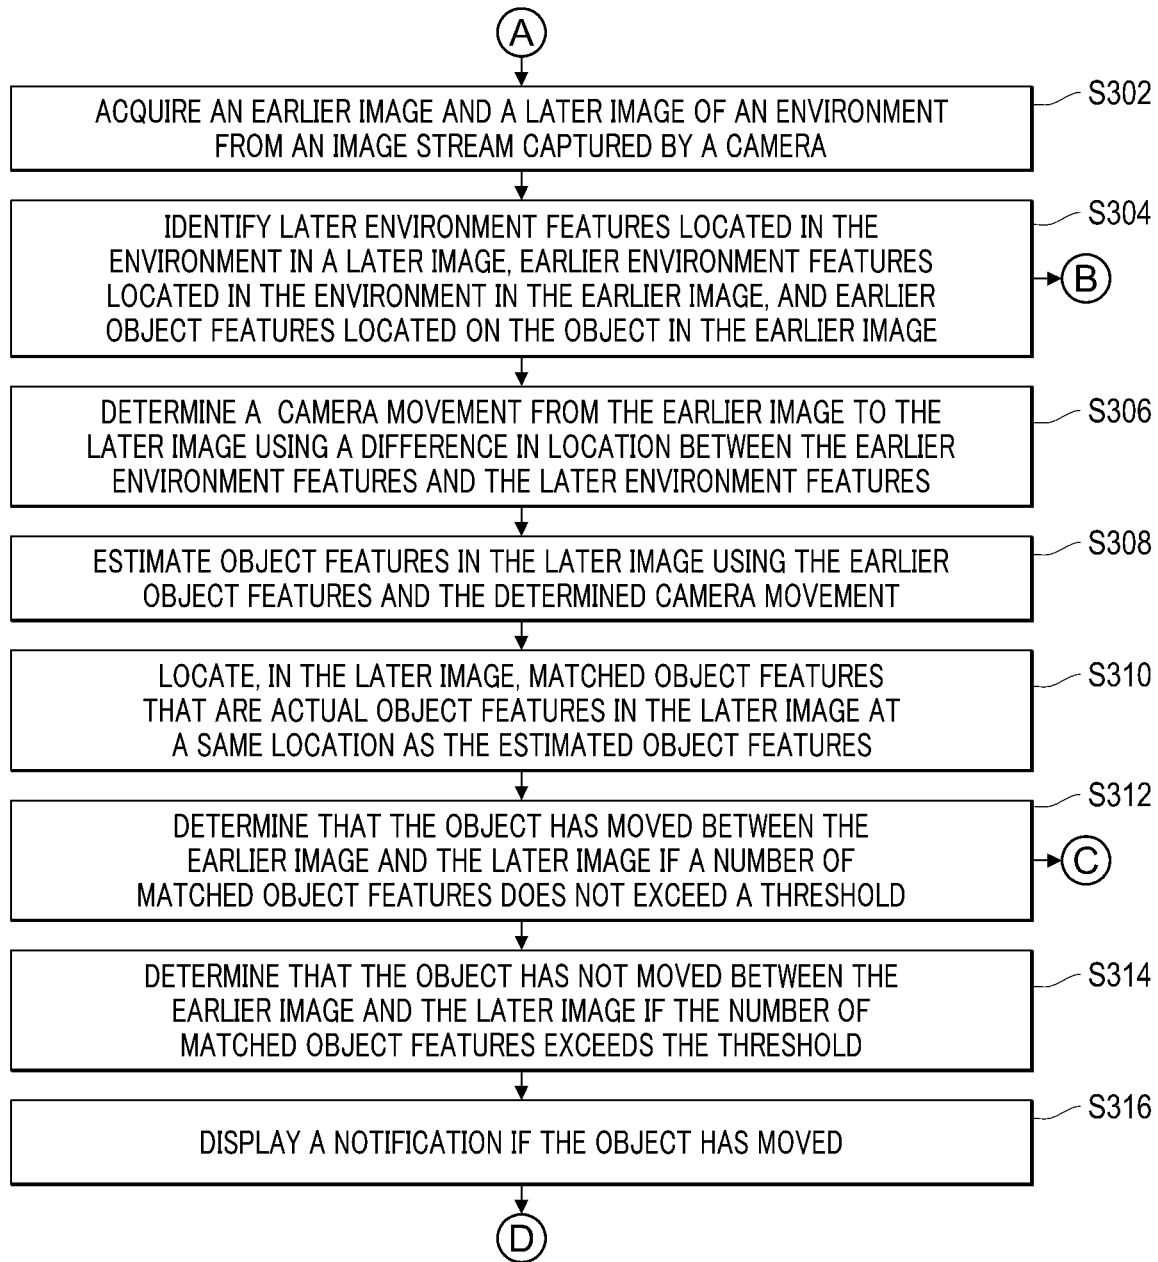 A
ACQUIRE AN EARLIER IMAGE AND A LATER IMAGE OF AN ENVIRONMENT
FROM AN IMAGE STREAM CAPTURED BY A CAMERA
S302
IDENTIFY LATER ENVIRONMENT FEATURES LOCATED IN THE
ENVIRONMENT IN A LATER IMAGE, EARLIER ENVIRONMENT FEATURES
LOCATED IN THE ENVIRONMENT IN THE EARLIER IMAGE, AND EARLIER
OBJECT FEATURES LOCATED ON THE OBJECT IN THE EARLIER IMAGE
S304
B
DETERMINE A CAMERA MOVEMENT FROM THE EARLIER IMAGE TO THE
LATER IMAGE USING A DIFFERENCE IN LOCATION BETWEEN THE EARLIER
ENVIRONMENT FEATURES AND THE LATER ENVIRONMENT FEATURES
S306
ESTIMATE OBJECT FEATURES IN THE LATER IMAGE USING THE EARLIER
OBJECT FEATURES AND THE DETERMINED CAMERA MOVEMENT
S308
LOCATE, IN THE LATER IMAGE, MATCHED OBJECT FEATURES
THAT ARE ACTUAL OBJECT FEATURES IN THE LATER IMAGE AT
A SAME LOCATION AS THE ESTIMATED OBJECT FEATURES
S310
DETERMINE THAT THE OBJECT HAS MOVED BETWEEN THE
EARLIER IMAGE AND THE LATER IMAGE IF A NUMBER OF
MATCHED OBJECT FEATURES DOES NOT EXCEED A THRESHOLD
S312
C
DETERMINE THAT THE OBJECT HAS NOT MOVED BETWEEN THE
EARLIER IMAGE AND THE LATER IMAGE IF THE NUMBER OF
MATCHED OBJECT FEATURES EXCEEDS THE THRESHOLD
S314
DISPLAY A NOTIFICATION IF THE OBJECT HAS MOVED
S316
D